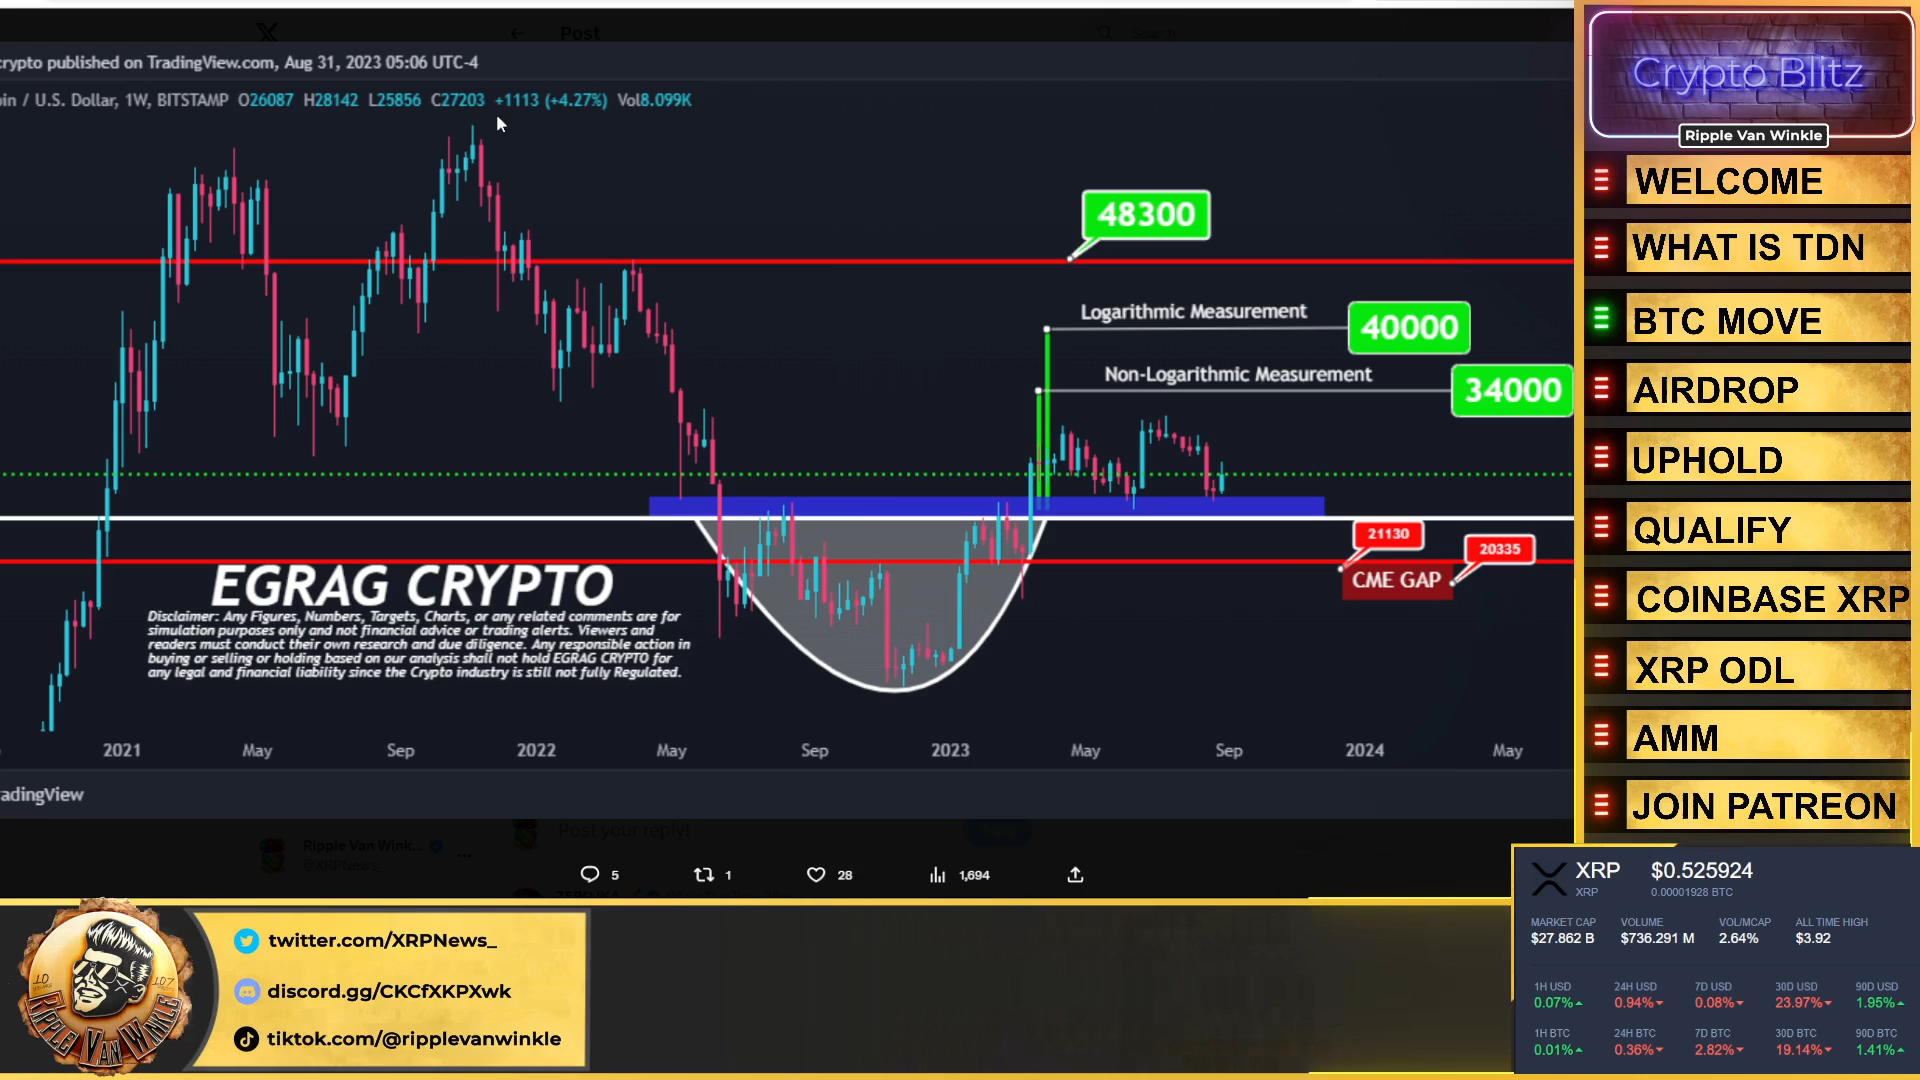 Post
Search
crypto published on TradingView.com, Aug 31, 2023 05:06 UTC-4
oin / U.S. Dollar, 1W, BITSTAMP O26087 H28142 L25856 C27203 +1113 (+4.27%) Vol8.099K
48300
Logarithmic Measurement
40000
Non-Logarithmic Measurement
34000
21130
20335
CME GAP
EGRAG CRYPTO
Disclaimer: Any Figures, Numbers, Targets, Charts, or any related comments are for
simulation purposes only and not financial advice or trading alerts. Viewers and
readers must conduct their own research and due diligence. Any responsible action in
buying or selling or holding based on our analysis shall not hold EGRAG CRYPTO for
any legal and financial liability since the Crypto industry is still not fully Regulated.
2021 May Sep 2022 May Sep 2023 May Sep 2024 May
adingView
Post your reply!
Ripple Van Wink...
@XRPNews_
5 1 28 1,694
Crypto Blitz
Ripple Van Winkle
WELCOME
WHAT IS TDN
BTC MOVE
AIRDROP
UPHOLD
QUALIFY
COINBASE XRP
XRP ODL
AMM
JOIN PATREON
XRP $0.525924
XRP 0.00001928 BTC
MARKET CAP VOLUME VOL/MCAP ALL TIME HIGH
$27.862 B $736.291 M 2.64% $3.92
1H USD 24H USD 7D USD 30D USD 90D USD
0.07% 0.94% 0.08% 23.97% 1.95%
1H BTC 24H BTC 7D BTC 30D BTC 90D BTC
0.01% 0.36% 2.82% 19.14% 1.41%
RIPPLE VAN WINKLE
twitter.com/XRPNews_
discord.gg/CKCfXKPXwk
tiktok.com/@ripplevanwinkle